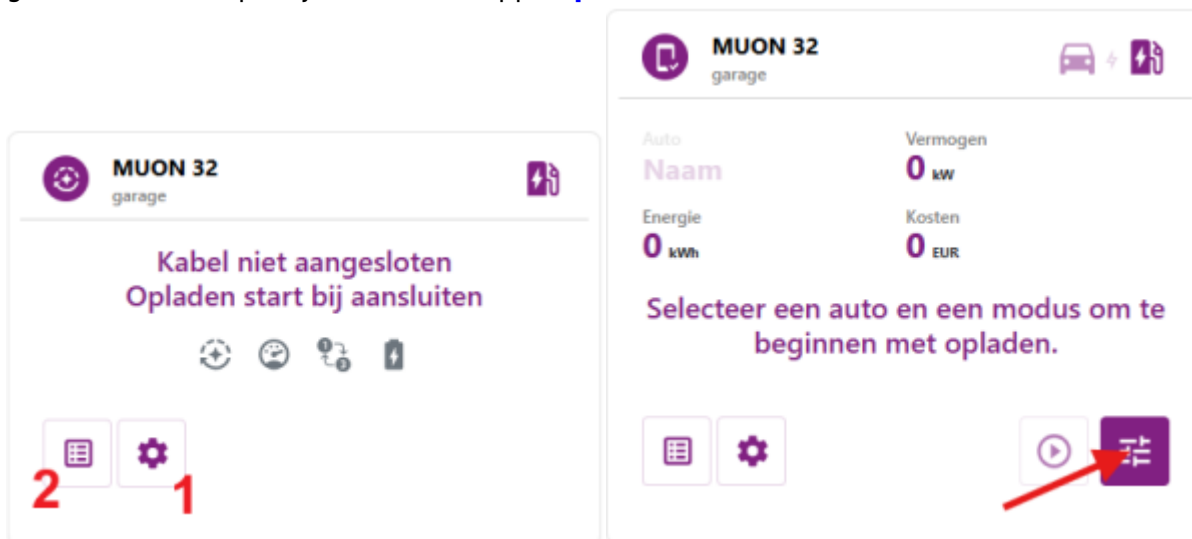 MUON 32
garage
Kabel niet aangesloten
Opladen start bij aansluiten
2
1
MUON 32
garage
Auto
Naam
Vermogen
0 kW
Energie
0 kWh
Kosten
0 EUR
Selecteer een auto en een modus om te
beginnen met opladen.